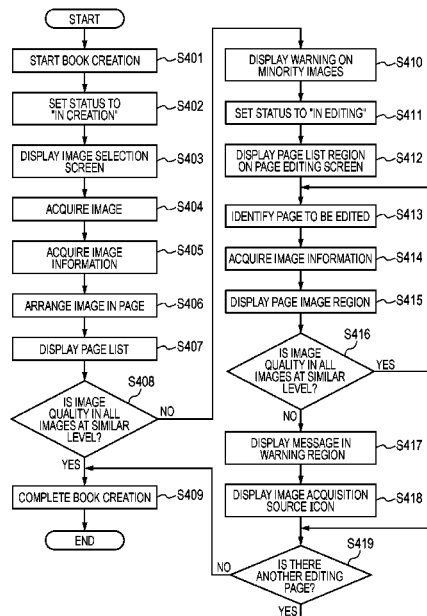 START
START BOOK CREATION
S401
SET STATUS TO
"IN CREATION"
S402
DISPLAY IMAGE SELECTION
SCREEN
S403
ACQUIRE IMAGE
S404
ACQUIRE IMAGE
INFORMATION
S405
ARRANGE IMAGE IN PAGE
S406
DISPLAY PAGE LIST
S407
S408
IS IMAGE
QUALITY IN ALL
IMAGES AT SIMILAR
LEVEL?
NO
YES
COMPLETE BOOK CREATION
S409
END
DISPLAY WARNING ON
MINORITY IMAGES
S410
SET STATUS TO "IN EDITING"
S411
DISPLAY PAGE LIST REGION
ON PAGE EDITING SCREEN
S412
IDENTIFY PAGE TO BE EDITED
S413
ACQUIRE IMAGE INFORMATION
S414
DISPLAY PAGE IMAGE REGION
S415
S416
IS IMAGE
QUALITY IN ALL
IMAGES AT SIMILAR
LEVEL?
YES
NO
DISPLAY MESSAGE IN
WARNING REGION
S417
DISPLAY IMAGE ACQUISITION
SOURCE ICON
S418
S419
IS THERE
ANOTHER EDITING
PAGE?
NO
YES